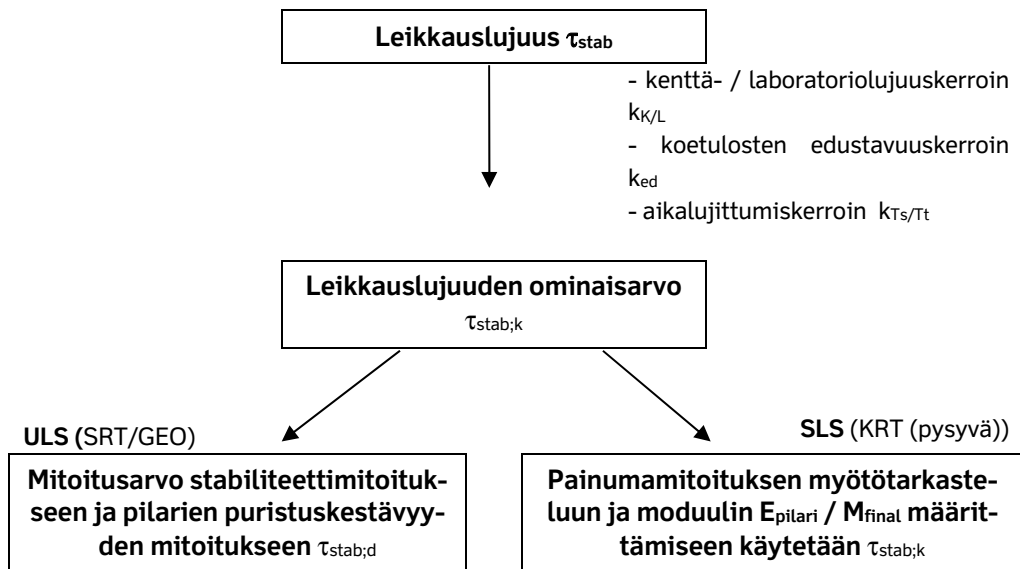 Leikkauslujuus τstab
- kenttä- / laboratoriolujuuskerroin
kK/L
- koetulosten edustavuuskerroin
ked
- aikalujittumiskerroin kTs/Tt
Leikkauslujuuden ominaisarvo
τstab;k
ULS (SRT/GEO)
Mitoitusarvo stabiliteettimitoituk-
seen ja pilarien puristuskestävyy-
den mitoitukseen τstab;d
SLS (KRT (pysyvä))
Painumamitoituksen myötötarkaste-
luun ja moduulin Epilari / Mfinal määrit-
tämiseen käytetään τstab;k